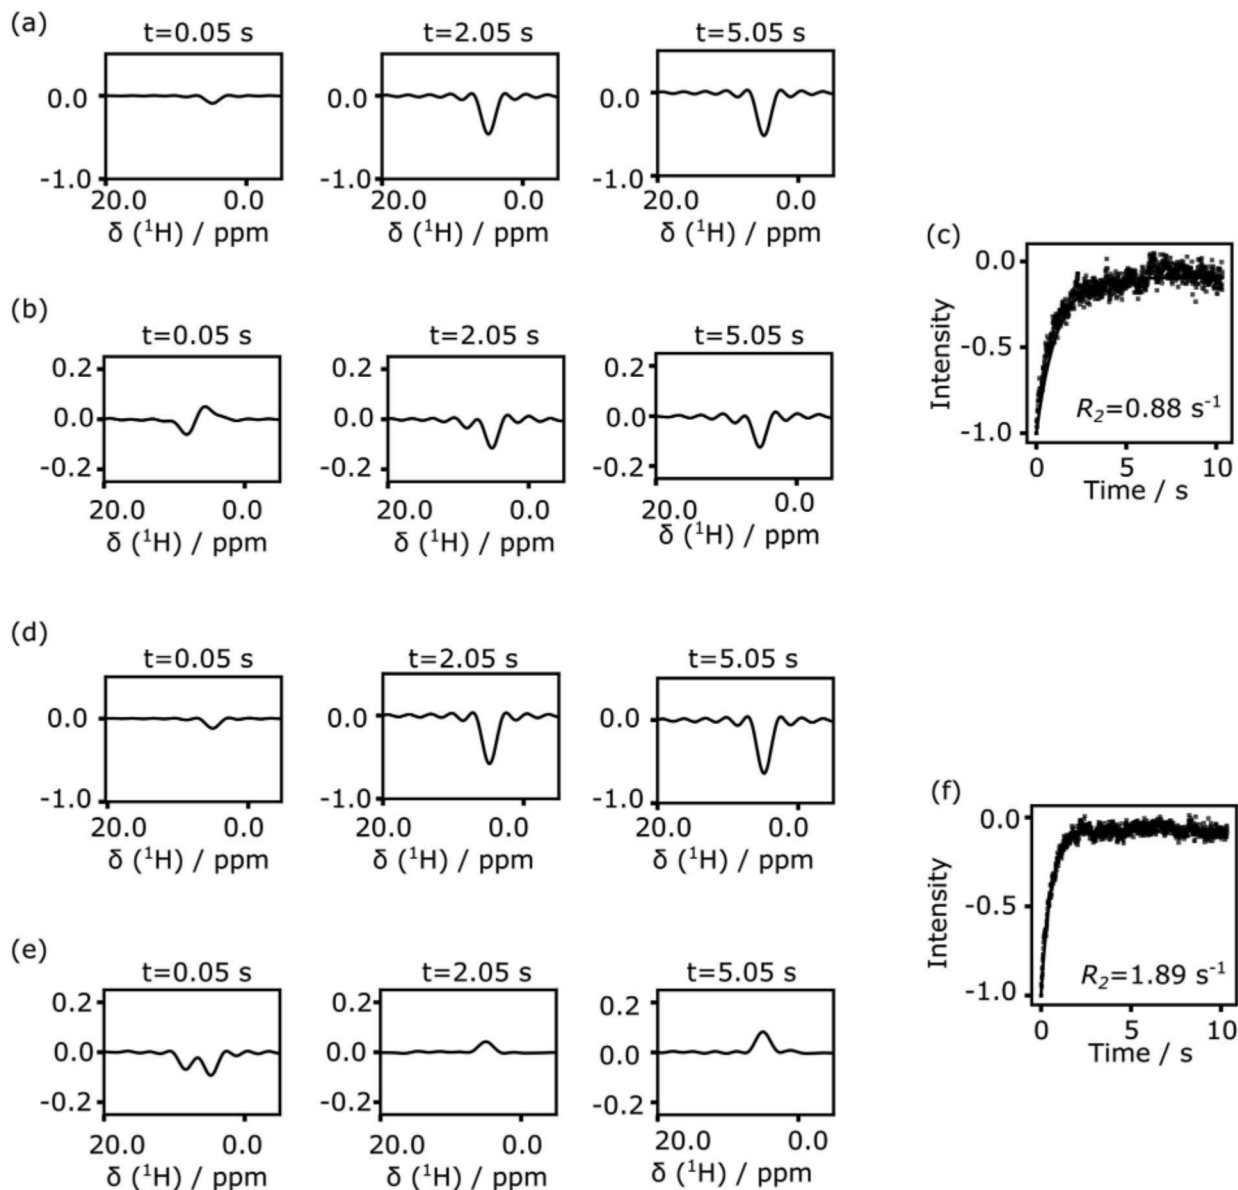 (a)
t=0.05 s t=2.05 s t=5.05 s
0.0 0.0 0.0
-1.0 -1.0 -1.0
20.0 0.0 20.0 0.0 20.0 0.0
δ (¹H) / ppm δ (¹H) / ppm δ (¹H) / ppm
(b)
t=0.05 s t=2.05 s t=5.05 s
0.2 0.2 0.2
0.0 0.0 0.0
-0.2 -0.2 -0.2
20.0 0.0 20.0 0.0 20.0 0.0
δ (¹H) / ppm δ (¹H) / ppm δ (¹H) / ppm
(c)
0.0
-0.5
-1.0
Intensity
R₂=0.88 s⁻¹
0 5 10
Time / s
(d)
t=0.05 s t=2.05 s t=5.05 s
0.0 0.0 0.0
-1.0 -1.0 -1.0
20.0 0.0 20.0 0.0 20.0 0.0
δ (¹H) / ppm δ (¹H) / ppm δ (¹H) / ppm
(e)
t=0.05 s t=2.05 s t=5.05 s
0.2 0.2 0.2
0.0 0.0 0.0
-0.2 -0.2 -0.2
20.0 0.0 20.0 0.0 20.0 0.0
δ (¹H) / ppm δ (¹H) / ppm δ (¹H) / ppm
(f)
0.0
-0.5
-1.0
Intensity
R₂=1.89 s⁻¹
0 5 10
Time / s